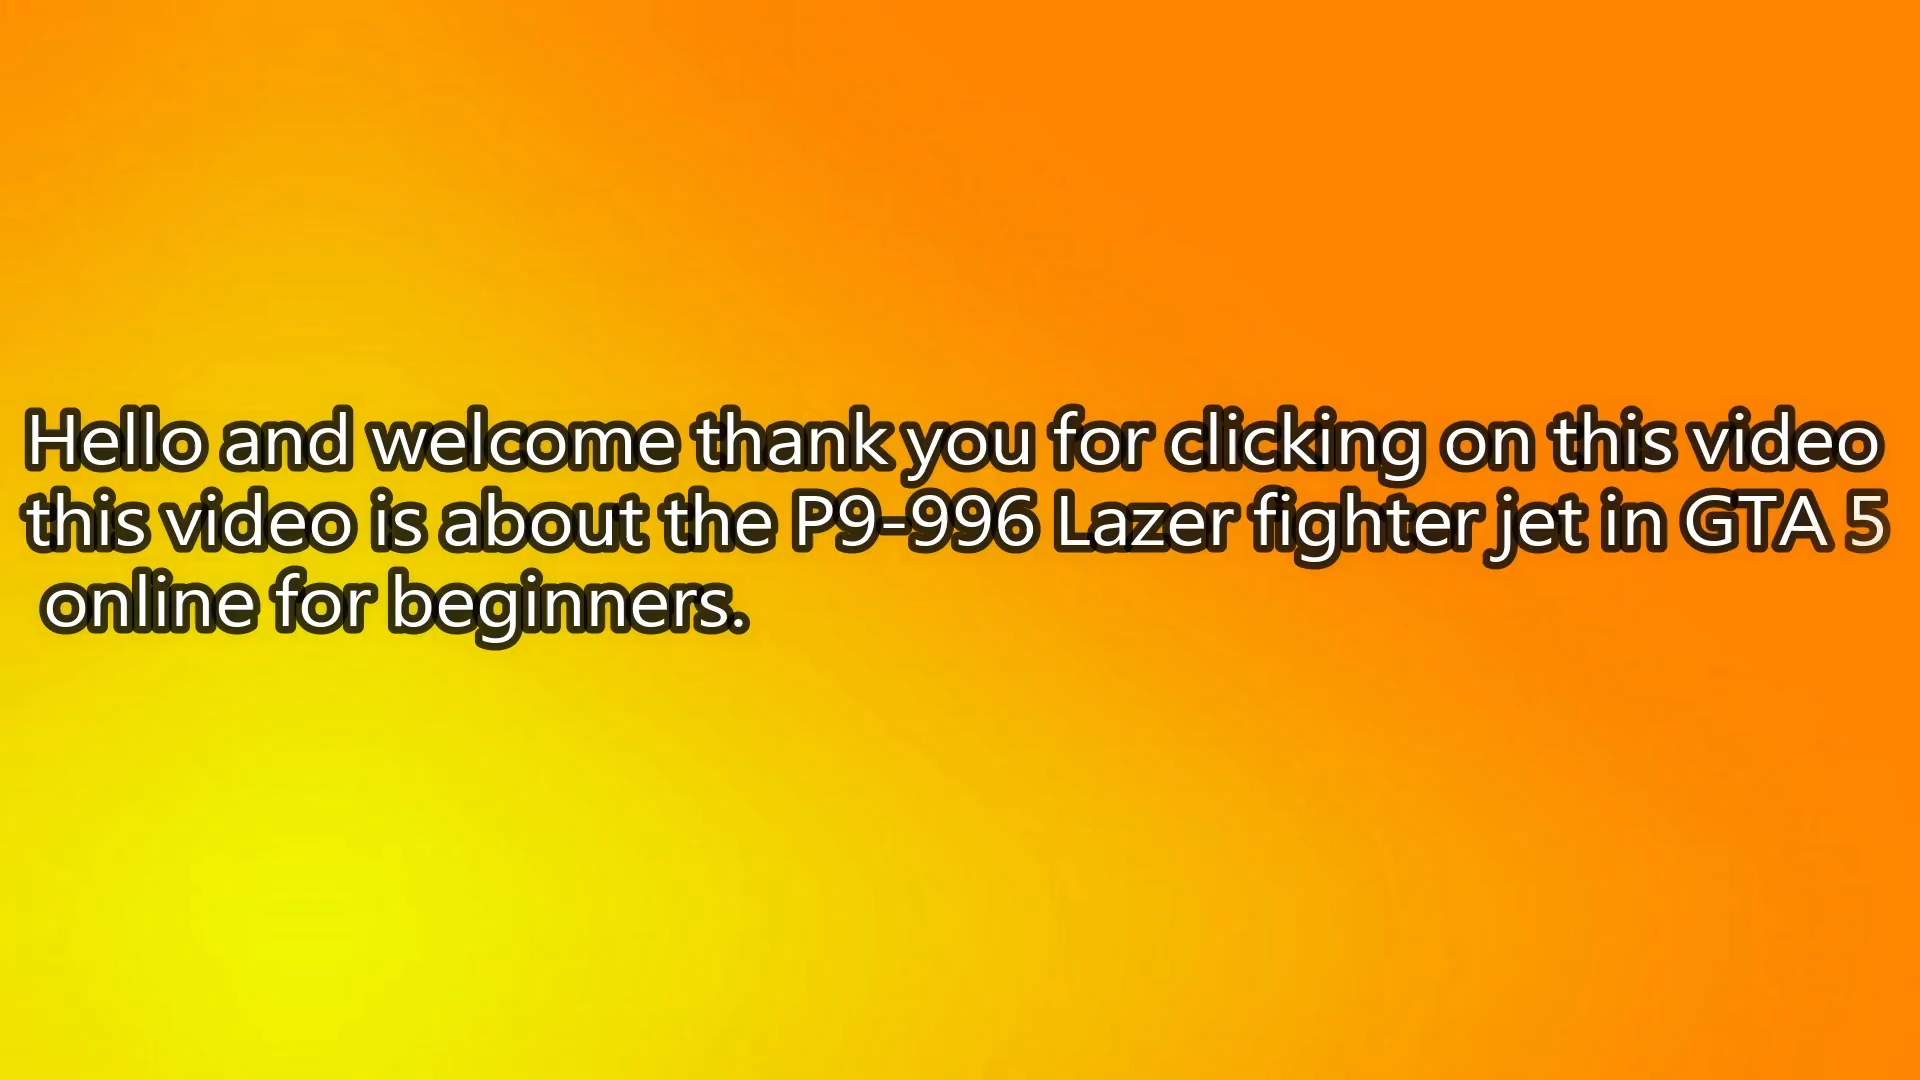 Hello and welcome thank you for clicking on this video
this video is about the P9-996 Lazer fighter jet in GTA 5
online for beginners.